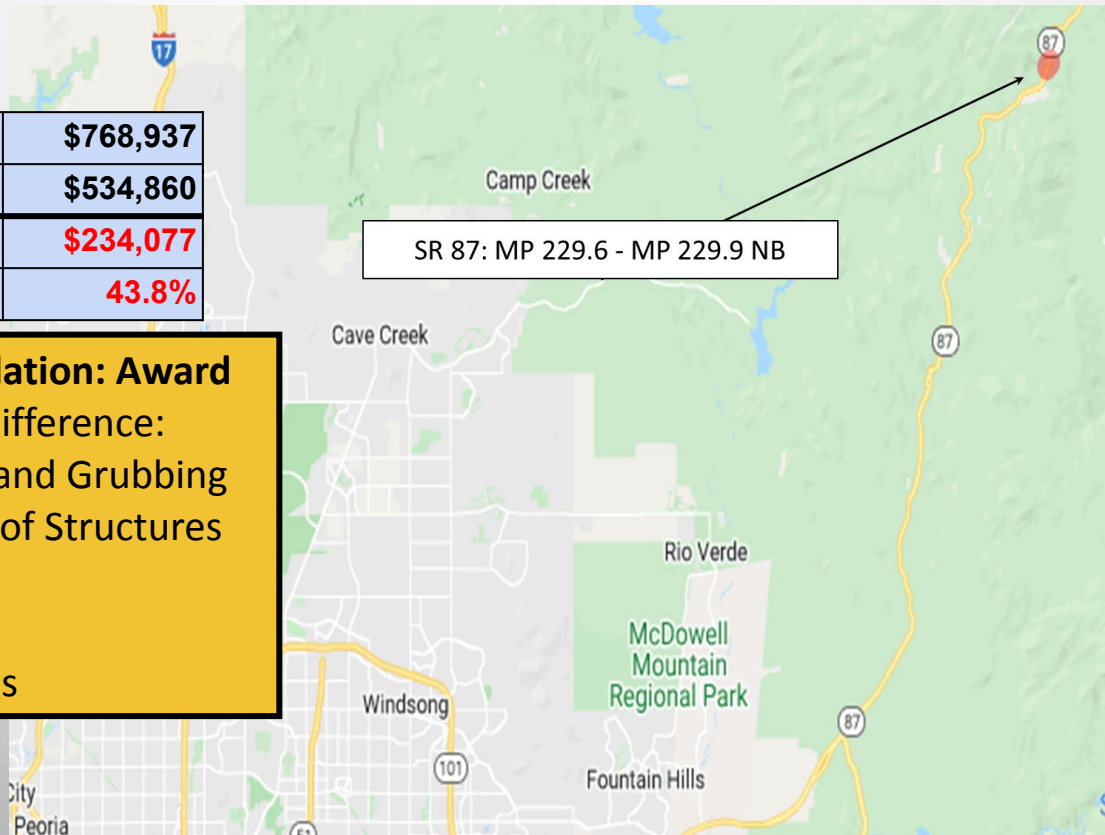 17
87
$768,937
$534,860
$234,077
43.8%
Camp Creek
SR 87: MP 229.6 - MP 229.9 NB
Cave Creek
87
lation: Award
ifference:
and Grubbing
of Structures
s
Rio Verde
McDowell
Mountain
Regional Park
Windsong
87
101
Fountain Hills
City
Peoria
51
S